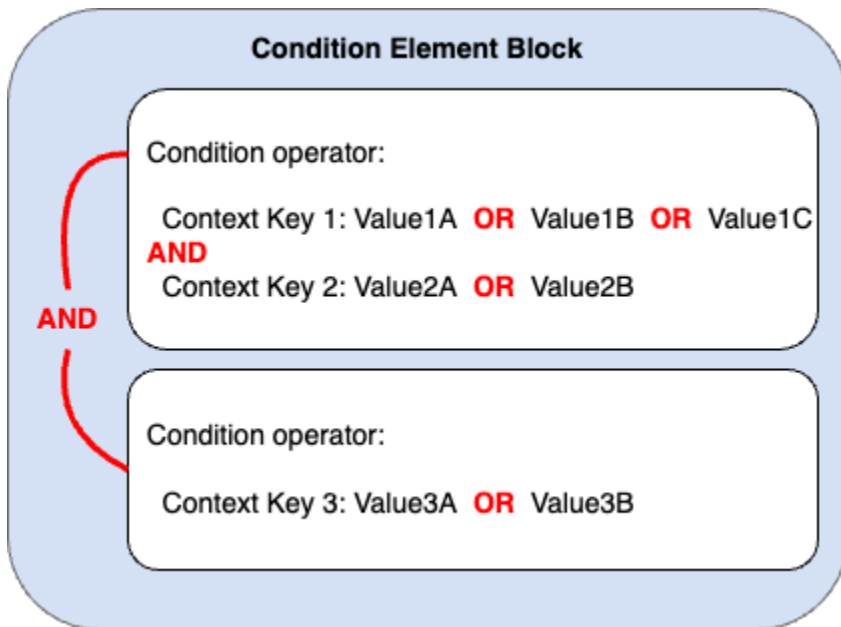 Condition Element Block
Condition operator:
Context Key 1: Value1A OR Value1B OR Value1C
AND
Context Key 2: Value2A OR Value2B
AND
Condition operator:
Context Key 3: Value3A OR Value3B